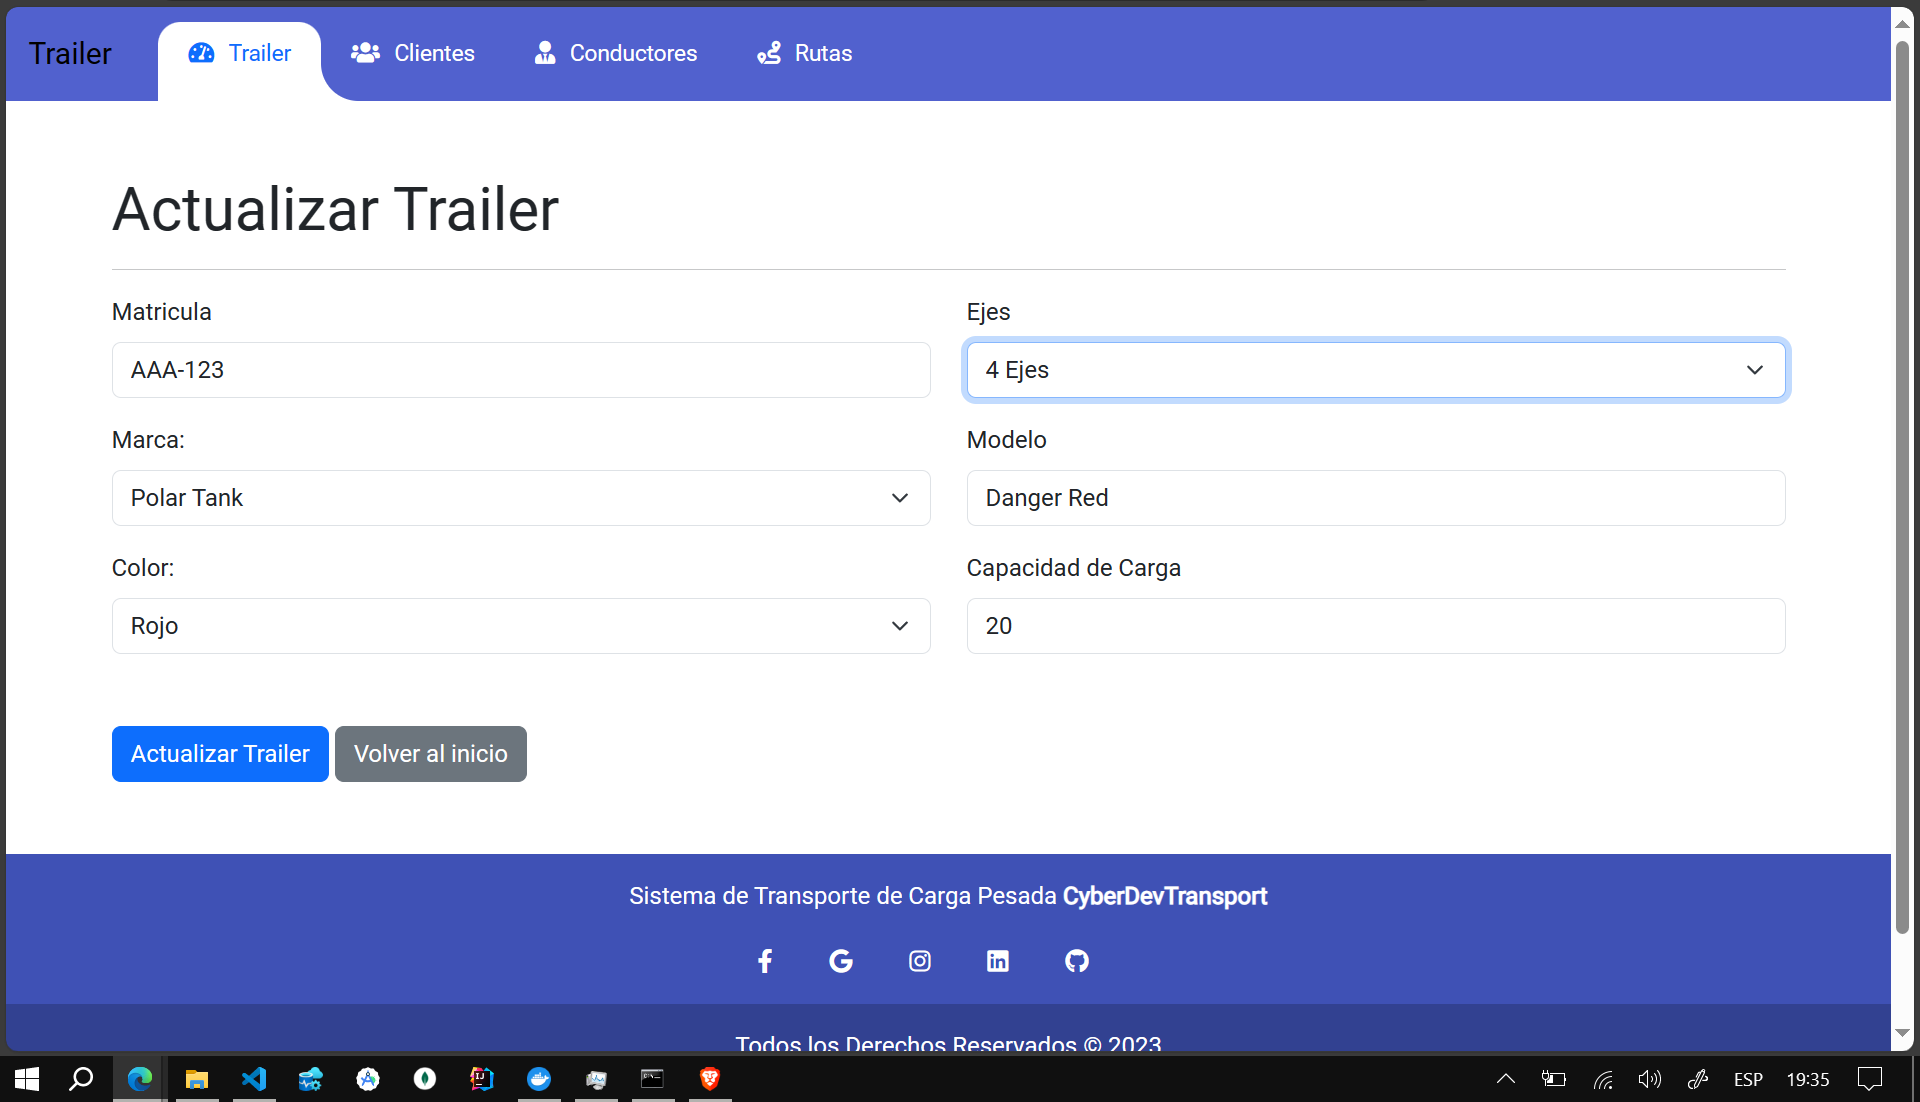 Trailer
Trailer
Clientes
Conductores
Rutas
Actualizar Trailer
Matricula
Ejes
AAA-123
4 Ejes
Marca:
Modelo
Polar Tank
Danger Red
Color:
Capacidad de Carga
Rojo
20
Actualizar Trailer
Volver al inicio
Sistema de Transporte de Carga Pesada CyberDevTransport
Todos los Derechos Reservados © 2023
ESP
19:35